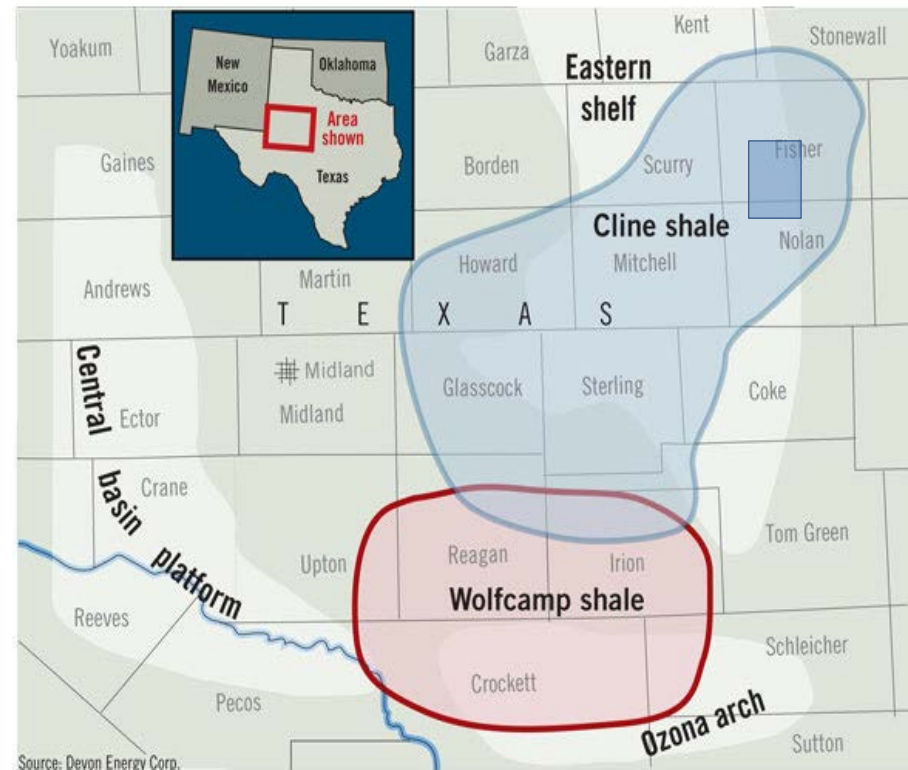 Yoakum
Garza
Kent
Stonewall
New
Mexico
Oklahoma
Area
shown
Texas
Eastern
shelf
Gaines
Borden
Scurry
Fisher
Cline shale
Nolan
Andrews
Martin
Howard
Mitchell
T E X A S
Central
basin
platform
Ector
Midland
Midland
Glasscock
Sterling
Coke
Crane
Upton
Reagan
Irion
Tom Green
Wolfcamp shale
Reeves
Pecos
Crockett
Schleicher
Ozona arch
Sutton
Source: Devon Energy Corp.